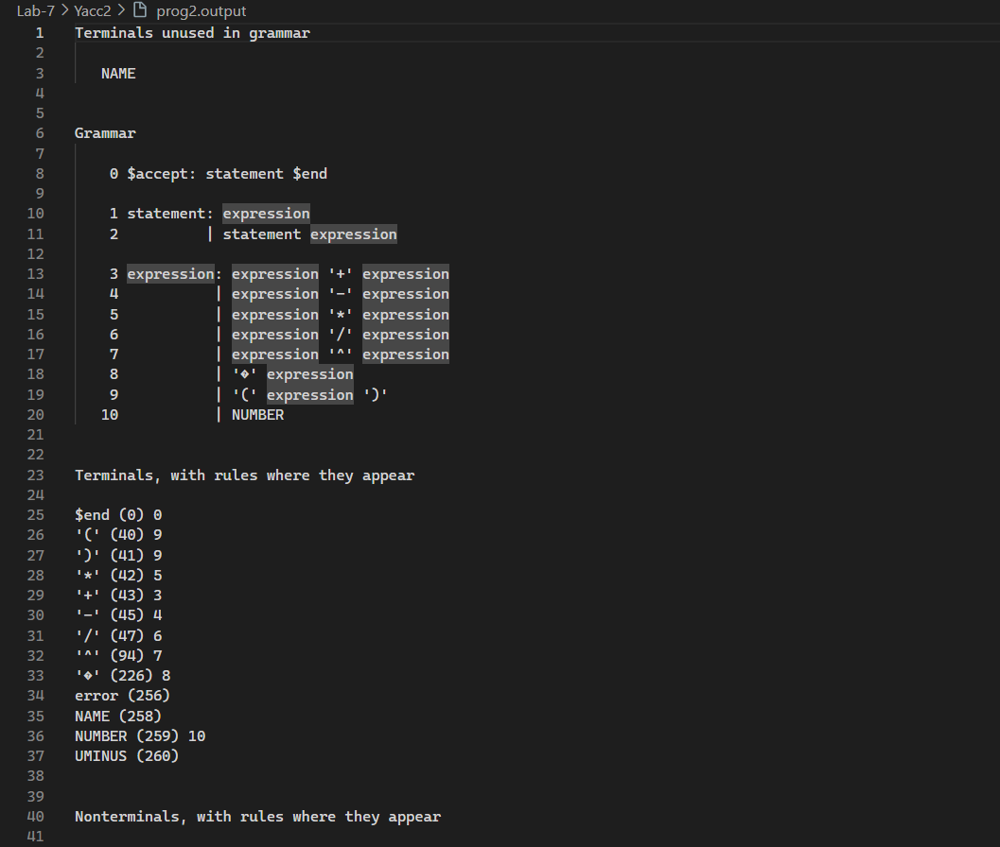 Lab-7 > Yacc2 > prog2.output
1 Terminals unused in grammar
2
3 NAME
4
5
6 Grammar
7
8 0 $accept: statement $end
9
10 1 statement: expression
11 2 | statement expression
12
13 3 expression: expression '+' expression
14 4 | expression '-' expression
15 5 | expression '*' expression
16 6 | expression '/' expression
17 7 | expression '^' expression
18 8 | '�' expression
19 9 | '(' expression ')'
20 10 | NUMBER
21
22
23 Terminals, with rules where they appear
24
25 $end (0) 0
26 '(' (40) 9
27 ')' (41) 9
28 '*' (42) 5
29 '+' (43) 3
30 '-' (45) 4
31 '/' (47) 6
32 '^' (94) 7
33 '�' (226) 8
34 error (256)
35 NAME (258)
36 NUMBER (259) 10
37 UMINUS (260)
38
39
40 Nonterminals, with rules where they appear
41